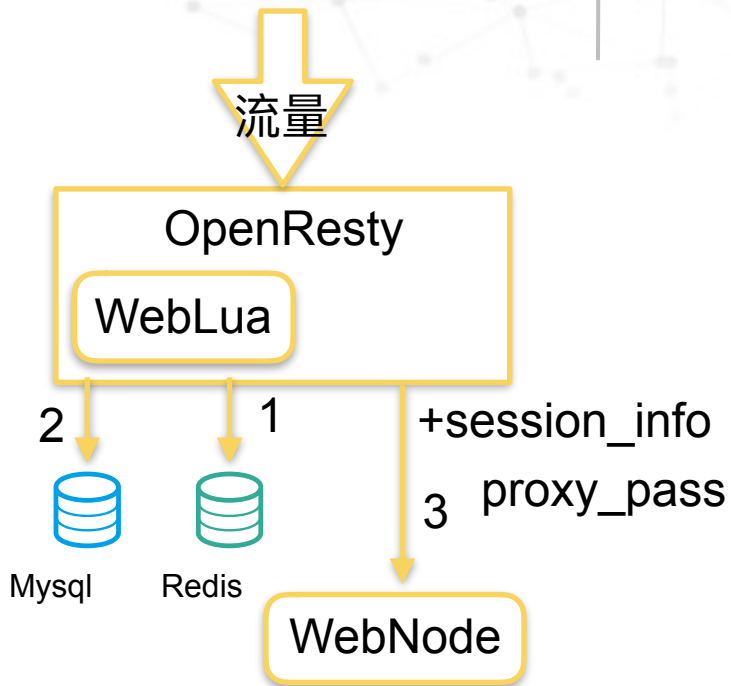 流量
OpenResty
WebLua
2
1
+session_info
3
proxy_pass
Mysql
Redis
WebNode